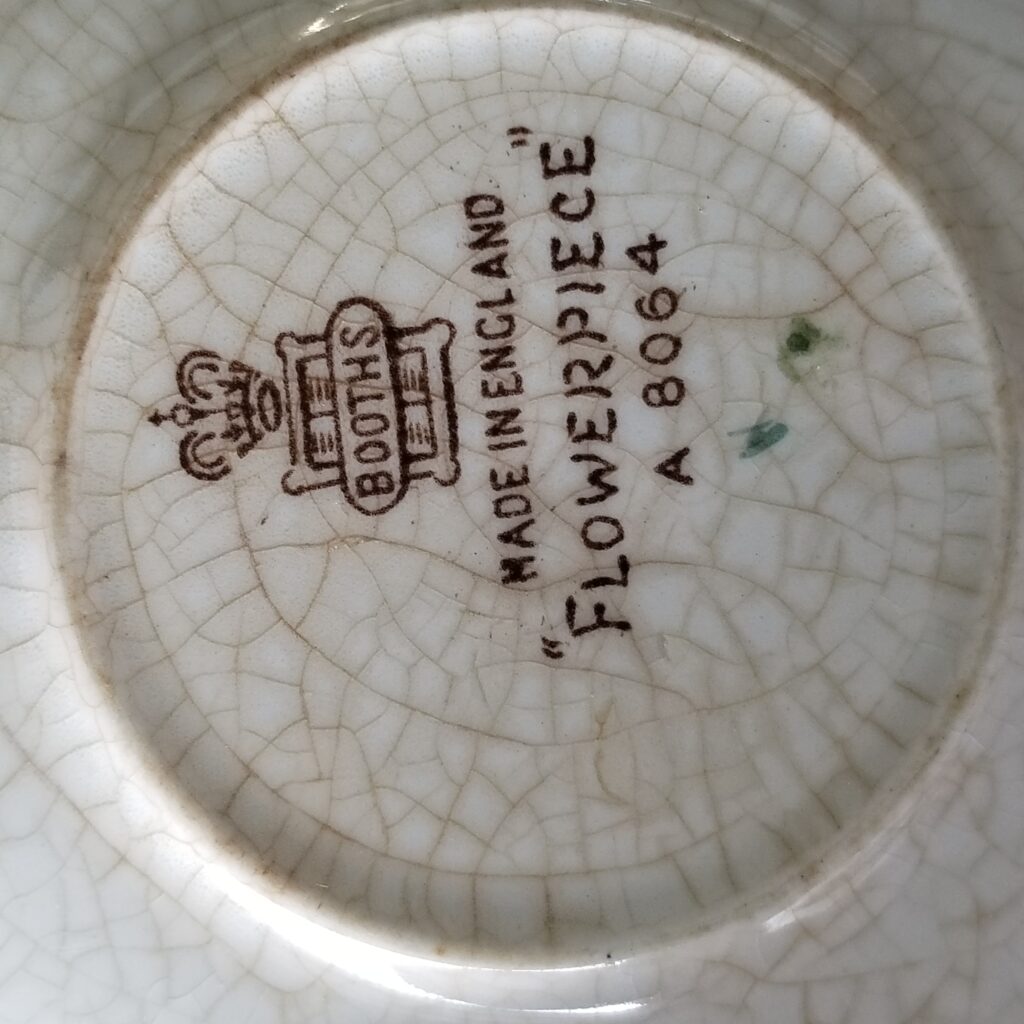 BOOTHS
MADE IN ENGLAND
"FLOWERPIECE"
A 8064